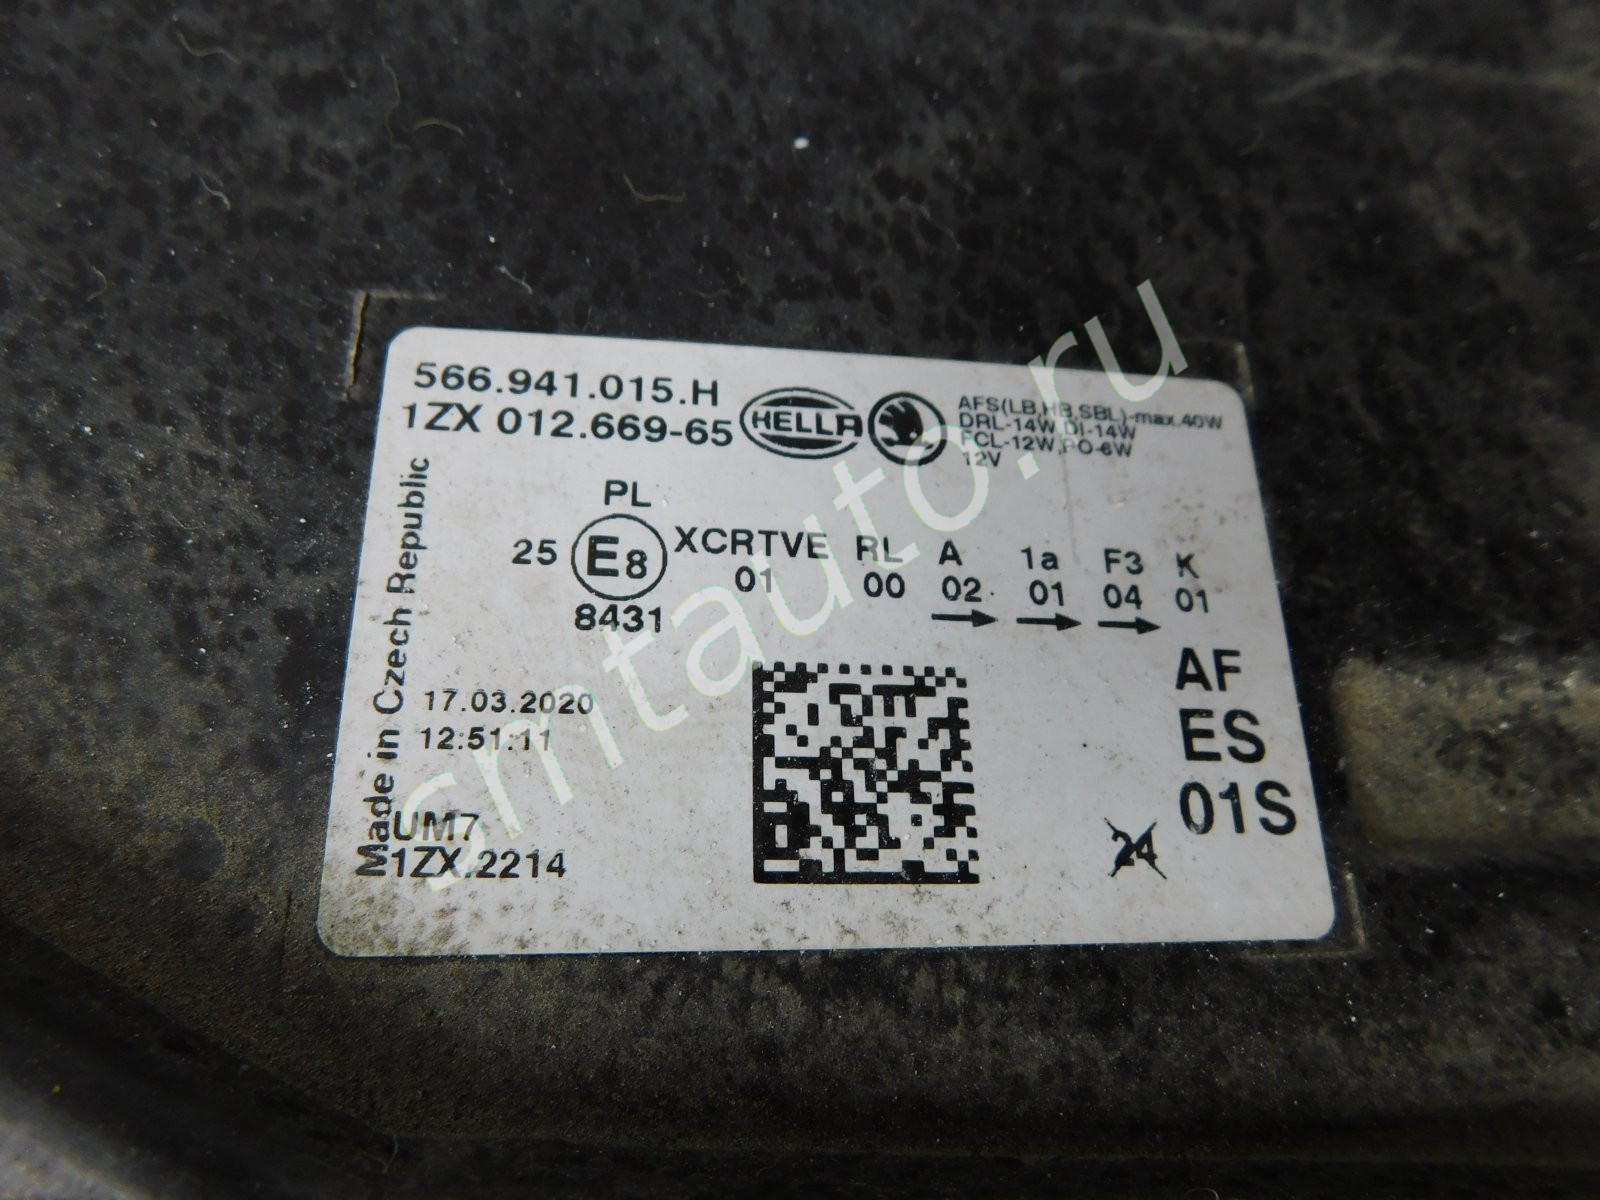 566.941.015.H
1ZX 012.669-65
HELLA
AFS(LB,HB,SBL)-max.40W
DRL-14W,DI-14W
FCL-12W,PO-6W
12V
Made in Czech Republic
PL
25 E8 XCRTVE RL A 1a F3 K
8431 01 00 02 01 04 01
17.03.2020
12:51:11
UM7
1ZX.2214
AF
ES
01S
24
smtauto.ru